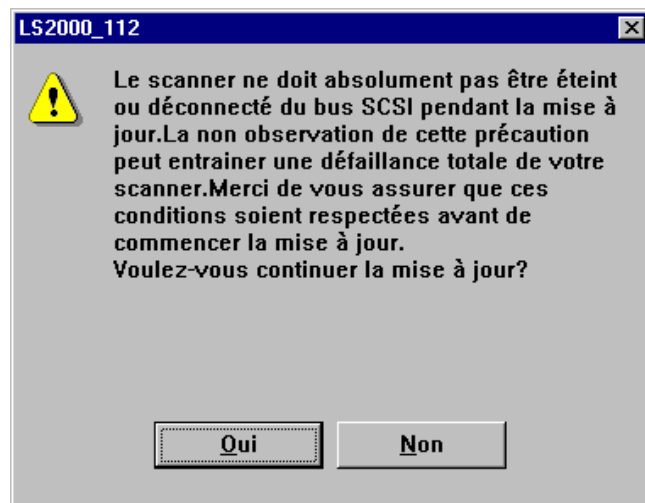 LS2000_112
Le scanner ne doit absolument pas être éteint
ou déconnecté du bus SCSI pendant la mise à
jour.La non observation de cette précaution
peut entrainer une défaillance totale de votre
scanner.Merci de vous assurer que ces
conditions soient respectées avant de
commencer la mise à jour.
Voulez-vous continuer la mise à jour?
Oui
Non